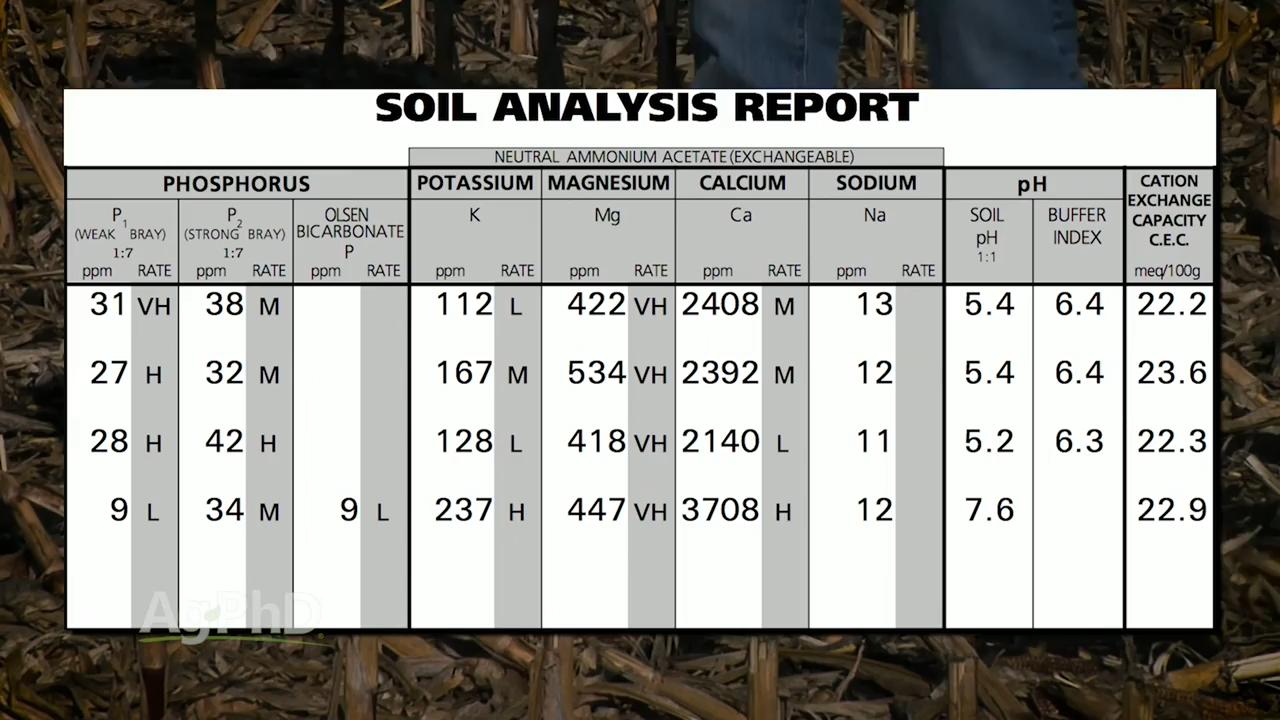 SOIL ANALYSIS REPORT
NEUTRAL AMMONIUM ACETATE (EXCHANGEABLE)
PHOSPHORUS POTASSIUM MAGNESIUM CALCIUM SODIUM pH CATION EXCHANGE CAPACITY C.E.C.
P1 (WEAK BRAY) 1:7 P2 (STRONG BRAY) 1:7 OLSEN BICARBONATE P K Mg Ca Na SOIL pH 1:1 BUFFER INDEX
ppm RATE ppm RATE ppm RATE ppm RATE ppm RATE ppm RATE ppm RATE meq/100g
31 VH 38 M 112 L 422 VH 2408 M 13 5.4 6.4 22.2
27 H 32 M 167 M 534 VH 2392 M 12 5.4 6.4 23.6
28 H 42 H 128 L 418 VH 2140 L 11 5.2 6.3 22.3
9 L 34 M 9 L 237 H 447 VH 3708 H 12 7.6 22.9
AgPhD